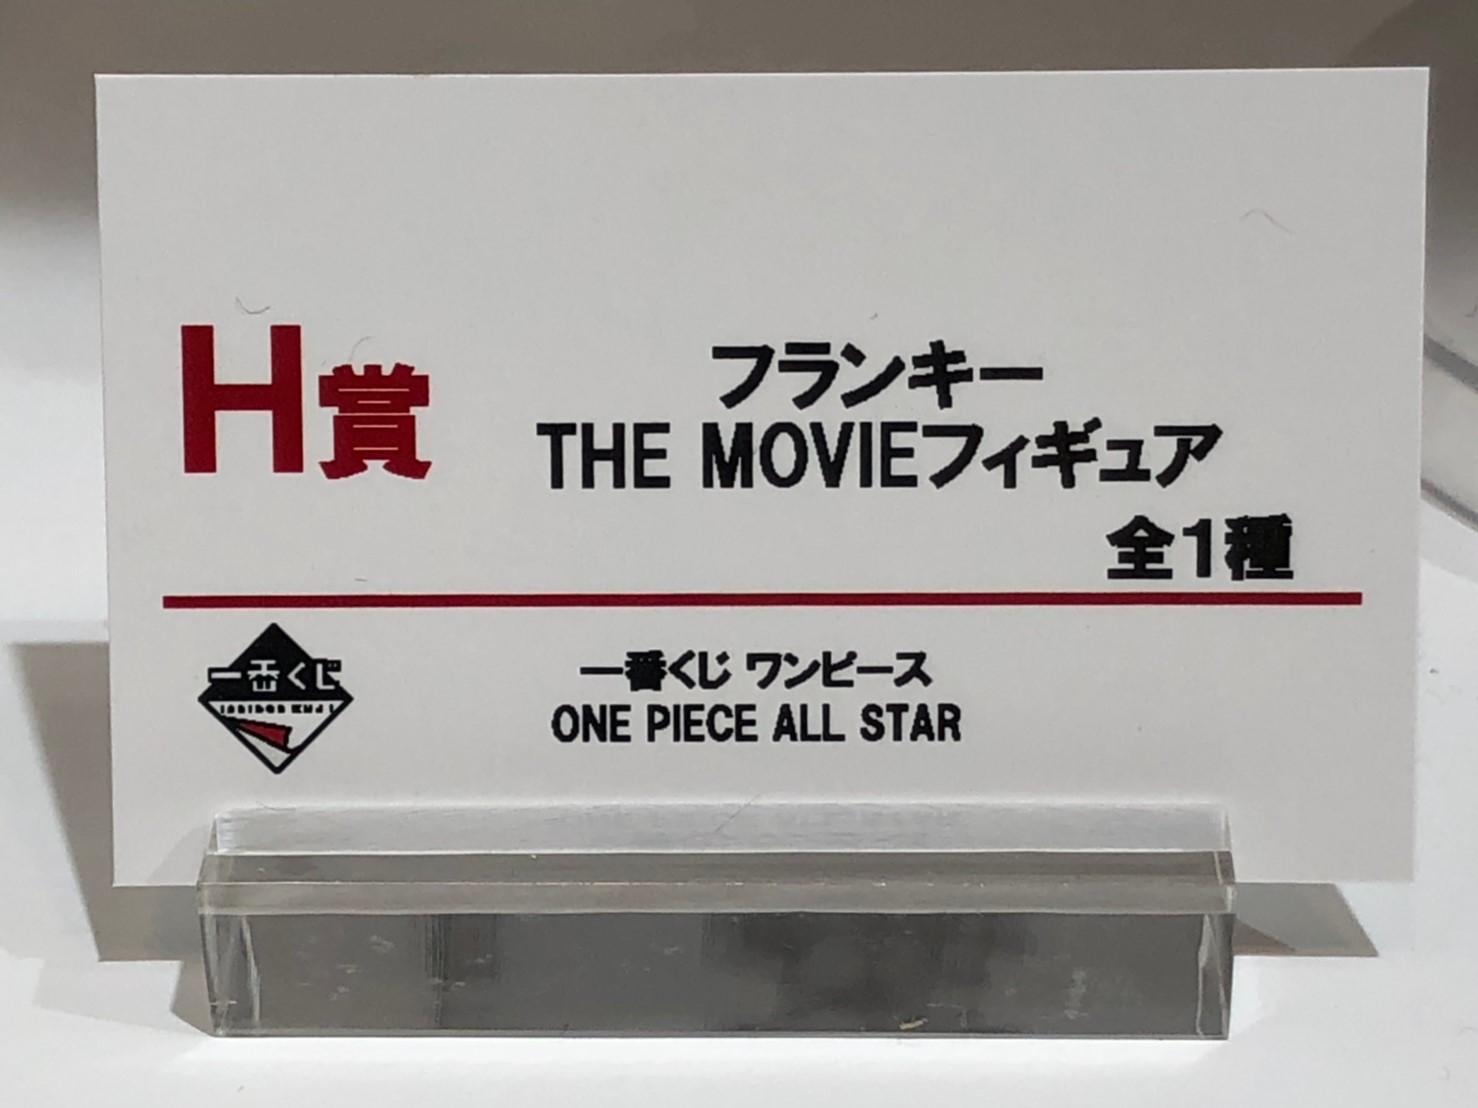 H賞
フランキー
THE MOVIEフィギュア
全1種
一番くじ
ICHIBAN KUJI
一番くじ ワンピース
ONE PIECE ALL STAR